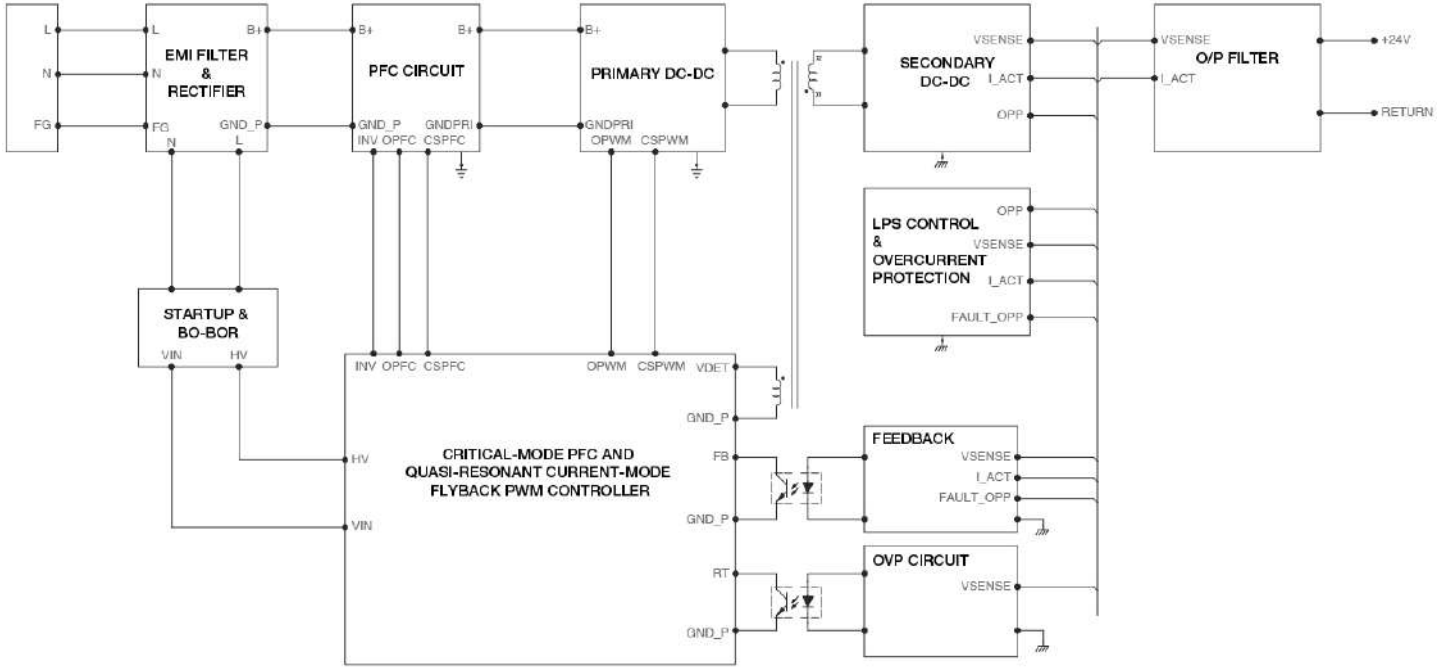 L
N
FG
L
N
FG
EMI FILTER
&
RECTIFIER
B+
GND_P
N
L
B+
PFC CIRCUIT
B+
GND_P
GNDPRI
INV
OPFC
CSPFC
B+
PRIMARY DC-DC
GNDPRI
OPWM
CSPWM
SECONDARY
DC-DC
VSENSE
I_ACT
OPP
VSENSE
O/P FILTER
I_ACT
+24V
RETURN
LPS CONTROL
&
OVERCURRENT
PROTECTION
OPP
VSENSE
I_ACT
FAULT_OPP
STARTUP &
BO-BOR
VIN
HV
INV
OPFC
CSPFC
OPWM
CSPWM
VDET
GND_P
HV
VIN
CRITICAL-MODE PFC AND
QUASI-RESONANT CURRENT-MODE
FLYBACK PWM CONTROLLER
FB
GND_P
RT
GND_P
FEEDBACK
VSENSE
I_ACT
FAULT_OPP
OVP CIRCUIT
VSENSE